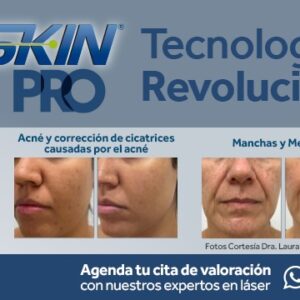 SKIN®
PRO
Tecnolog
Revoluci
Acné y corrección de cicatrices
causadas por el acné
Manchas y Me
Fotos Cortesía Dra. Laura
Agenda tu cita de valoración
con nuestros expertos en láser